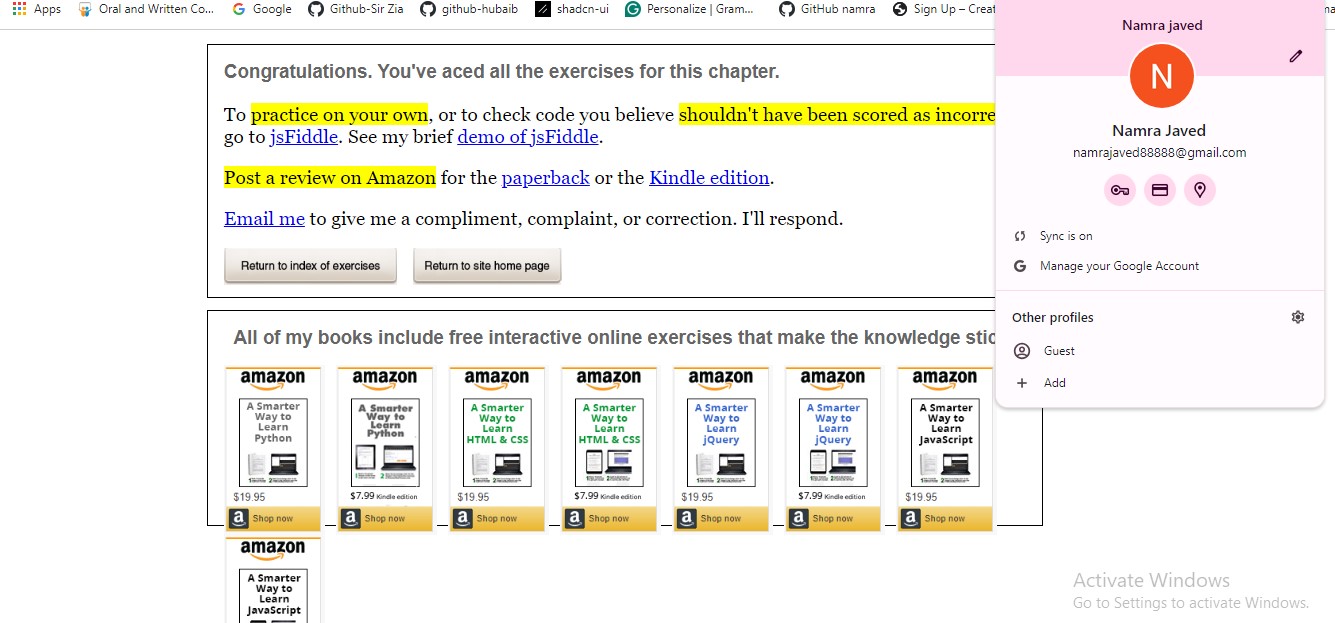 Apps
Oral and Written Co...
Google
Github-Sir Zia
github-hubaib
shadcn-ui
Personalize | Gram...
GitHub namra
Sign Up – Creat
Congratulations. You've aced all the exercises for this chapter.
To practice on your own, or to check code you believe shouldn't have been scored as incorre
go to jsFiddle. See my brief demo of jsFiddle.
Post a review on Amazon for the paperback or the Kindle edition.
Email me to give me a compliment, complaint, or correction. I'll respond.
Return to index of exercises
Return to site home page
Namra javed
N
Namra Javed
namrajaved88888@gmail.com
Sync is on
Manage your Google Account
Other profiles
Guest
Add
All of my books include free interactive online exercises that make the knowledge stic
amazon
A Smarter
Way to
Learn
Python
$19.95
Shop now
amazon
A Smarter
Way to
Learn
Python
$7.99 Kindle edition
Shop now
amazon
A Smarter
Way to
Learn
HTML & CSS
$19.95
Shop now
amazon
A Smarter
Way to
Learn
HTML & CSS
$7.99 Kindle edition
Shop now
amazon
A Smarter
Way to
Learn
jQuery
$19.95
Shop now
amazon
A Smarter
Way to
Learn
jQuery
$7.99 Kindle edition
Shop now
amazon
A Smarter
Way to
Learn
JavaScript
$19.95
Shop now
amazon
A Smarter
Way to
Learn
JavaScript
Activate Windows
Go to Settings to activate Windows.